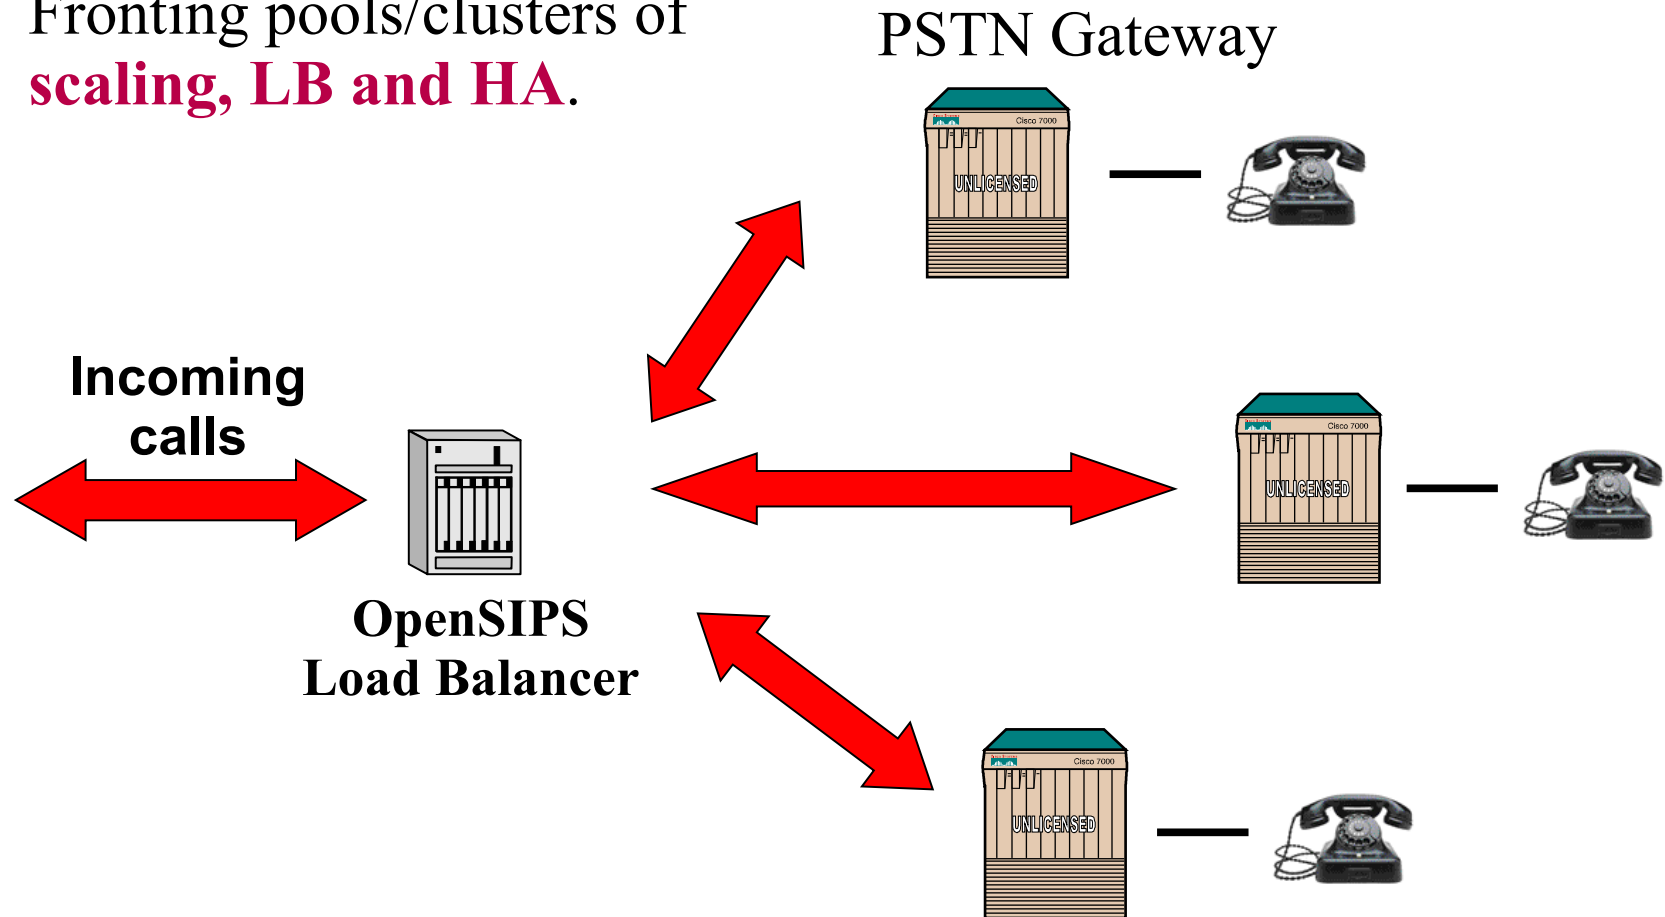 Fronting pools/clusters of
scaling, LB and HA.
PSTN Gateway
Cisco 7000
UNLICENSED
Incoming
calls
Cisco 7000
UNLICENSED
OpenSIPS
Load Balancer
Cisco 7000
UNLICENSED